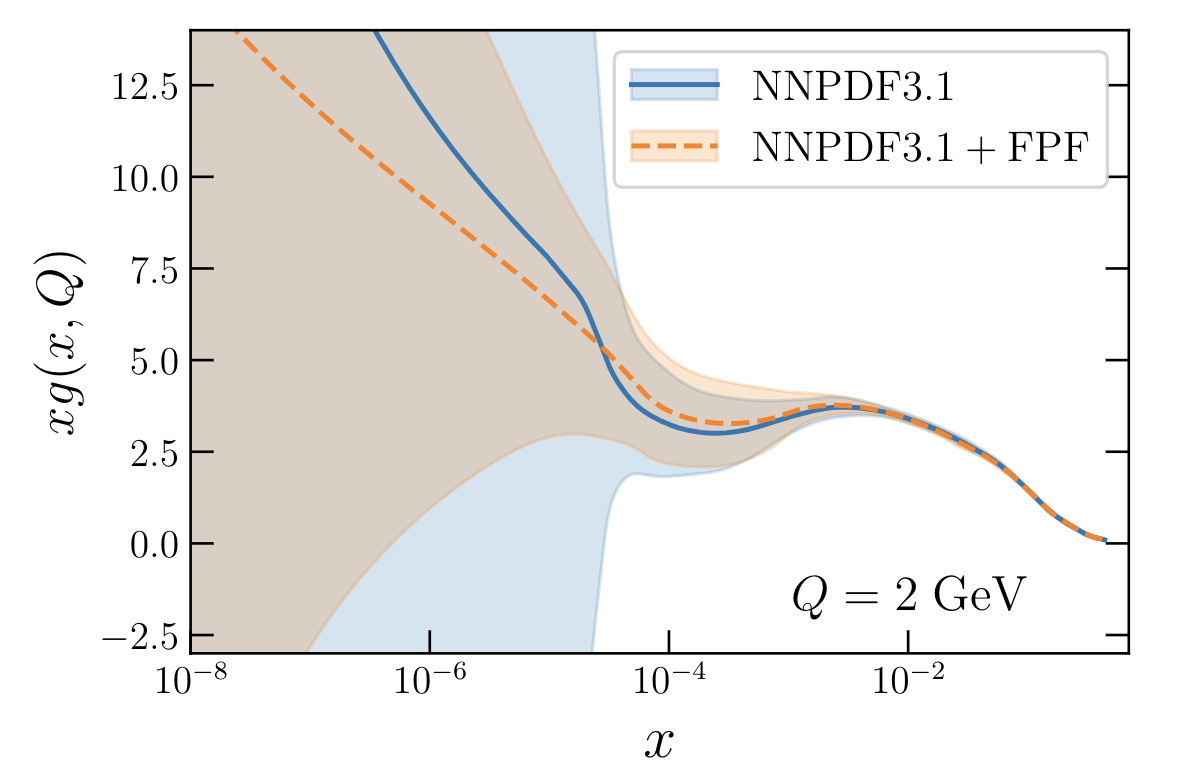 12.5
10.0
7.5
5.0
2.5
0.0
−2.5
xg(x, Q)
NNPDF3.1
NNPDF3.1 + FPF
Q = 2 GeV
10⁻⁸ 10⁻⁶ 10⁻⁴ 10⁻²
x